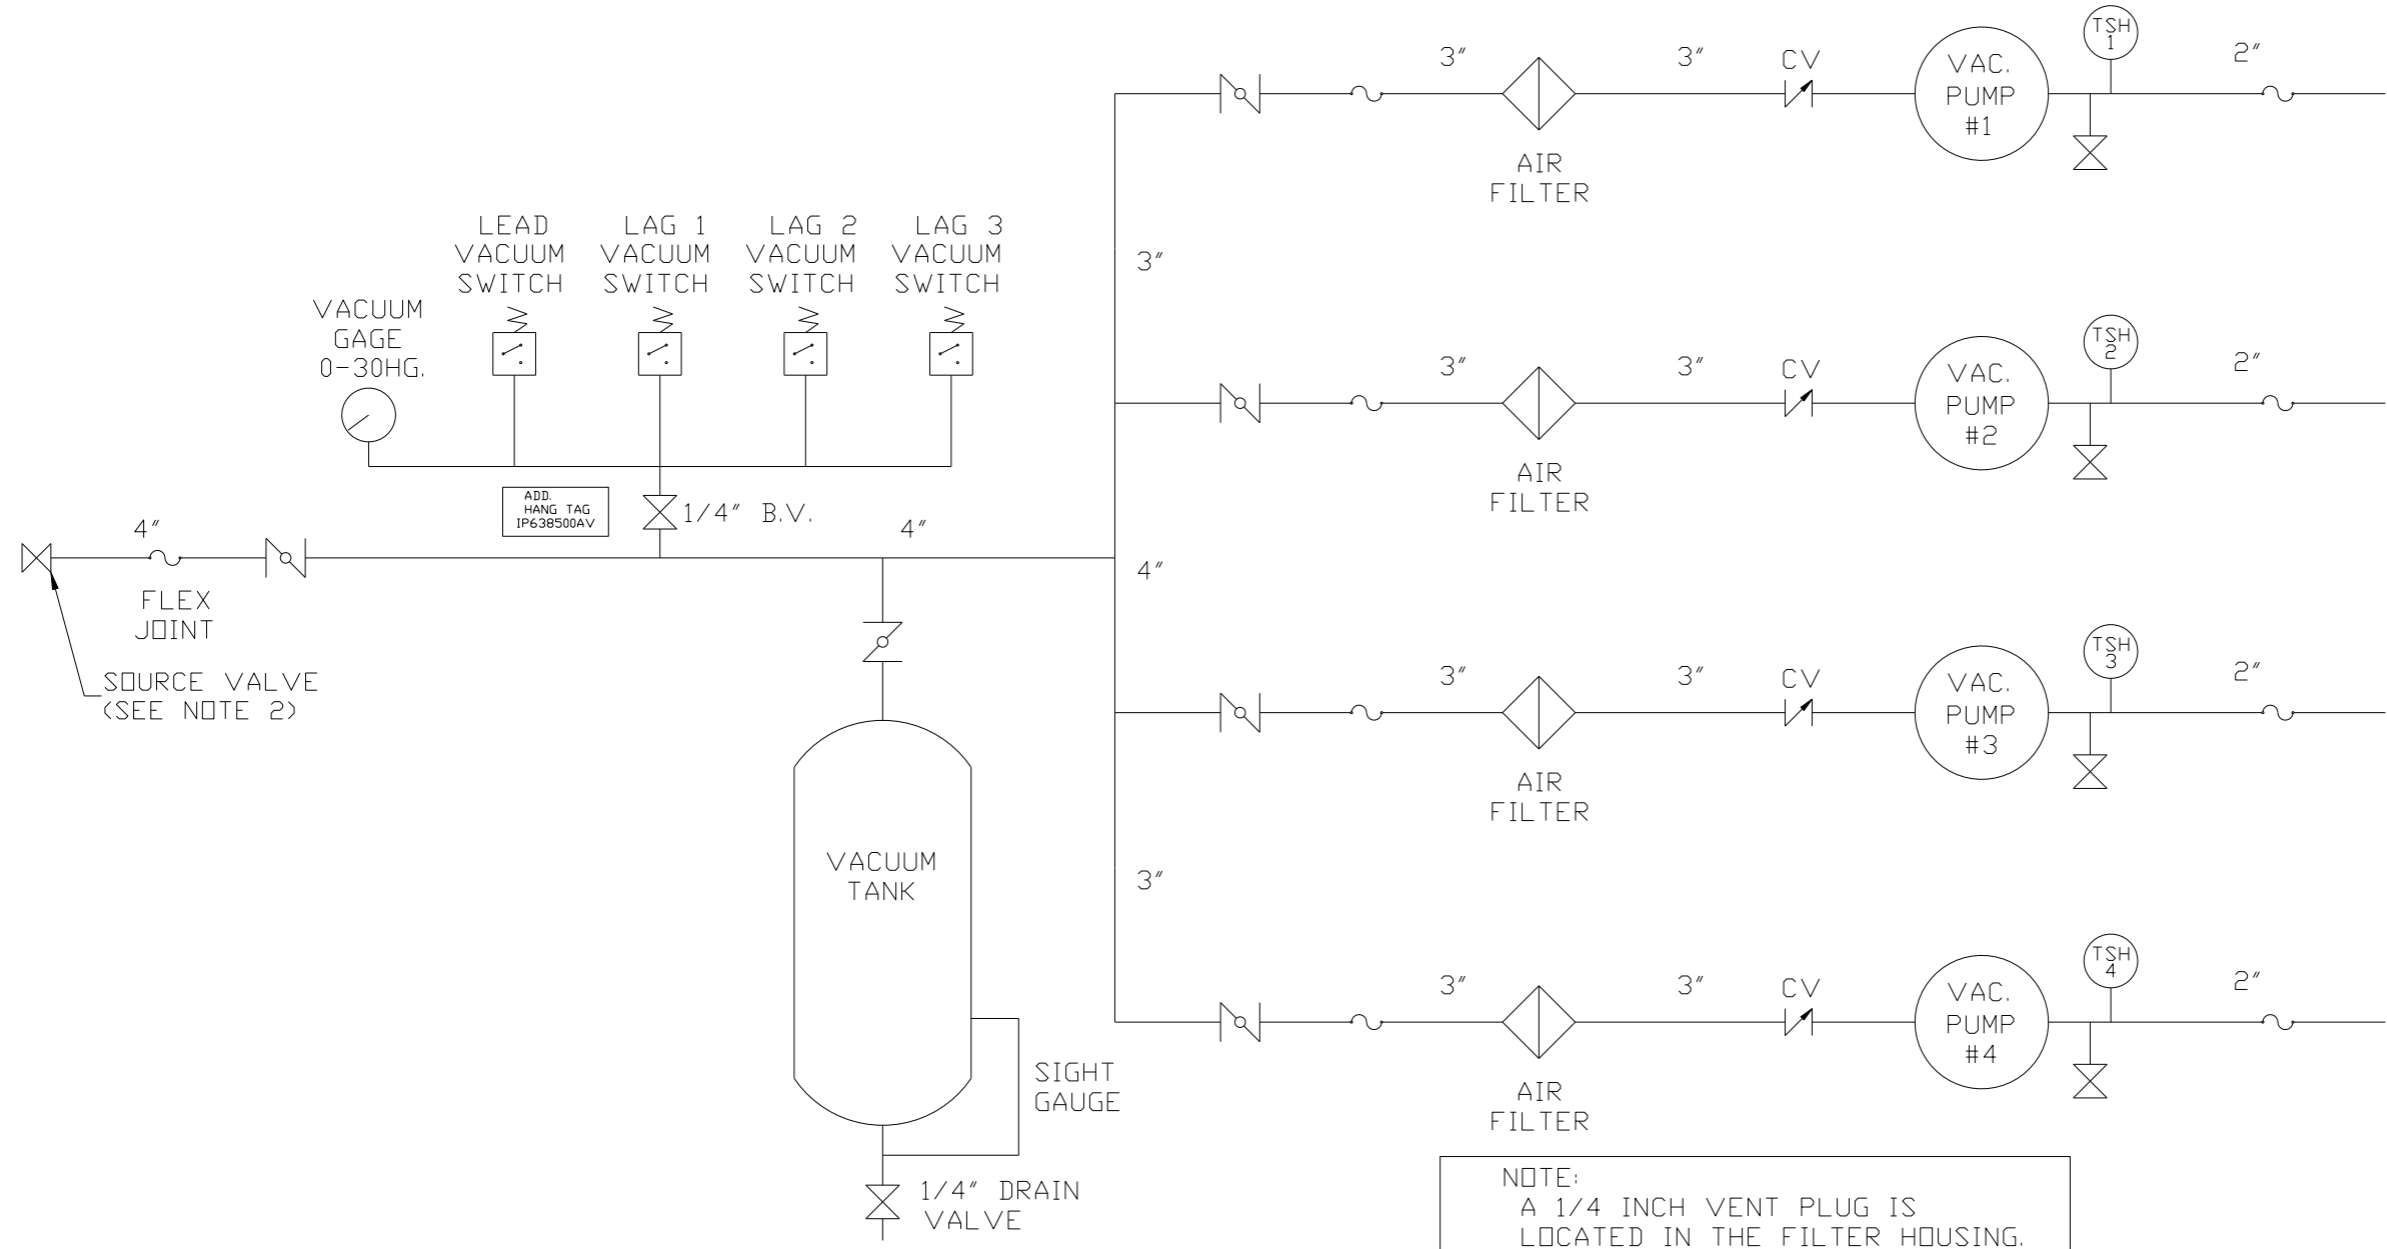 3″
3″
CV
VAC.
PUMP
#1
TSH
1
2″
AIR
FILTER
LEAD
VACUUM
SWITCH
LAG 1
VACUUM
SWITCH
LAG 2
VACUUM
SWITCH
LAG 3
VACUUM
SWITCH
VACUUM
GAGE
0-30HG.
3″
3″
3″
CV
VAC.
PUMP
#2
TSH
2
2″
AIR
FILTER
ADD.
HANG TAG
IP638500AV
1/4″ B.V.
4″
4″
4″
FLEX
JOINT
SOURCE VALVE
(SEE NOTE 2)
3″
3″
CV
VAC.
PUMP
#3
TSH
3
2″
AIR
FILTER
VACUUM
TANK
3″
3″
3″
CV
VAC.
PUMP
#4
TSH
4
2″
AIR
FILTER
SIGHT
GAUGE
1/4″ DRAIN
VALVE
NOTE:
A 1/4 INCH VENT PLUG IS
LOCATED IN THE FILTER HOUSING.